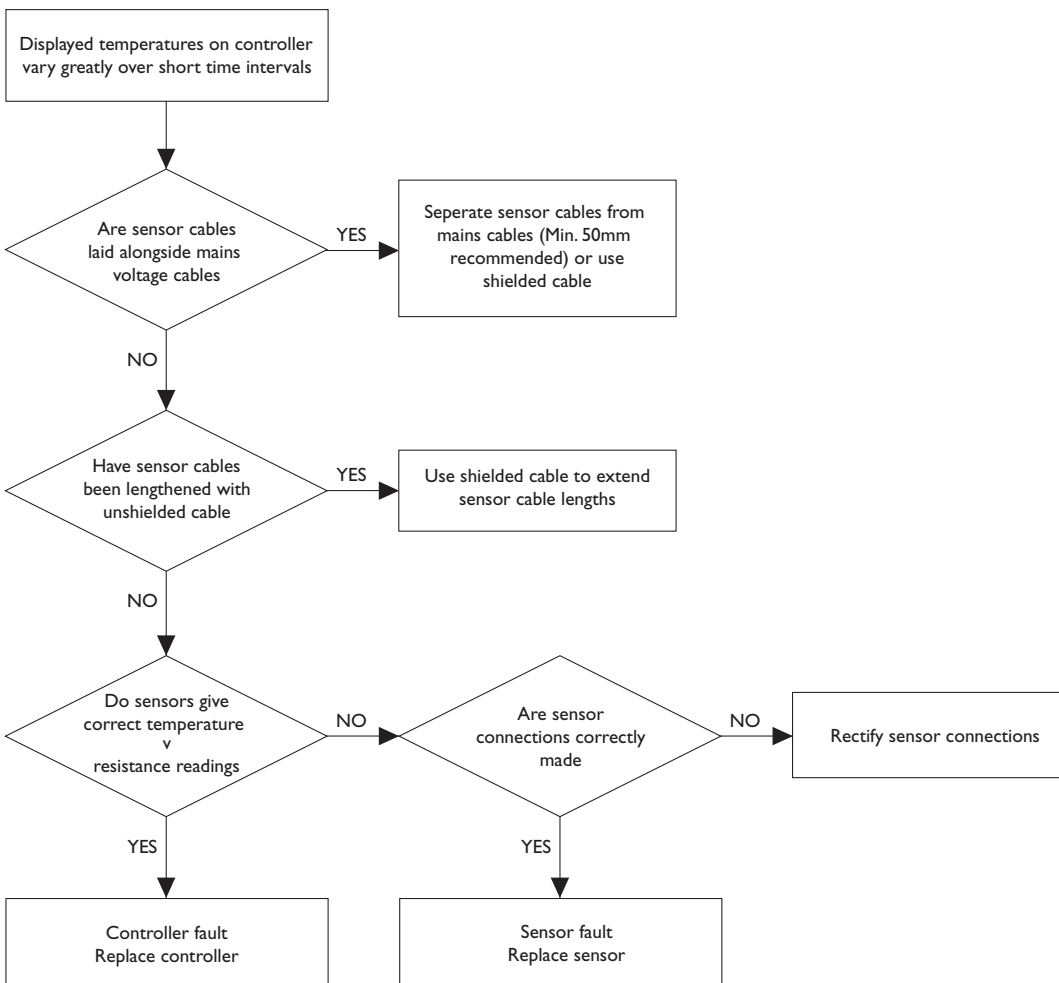 Displayed temperatures on controller
vary greatly over short time intervals
Are sensor cables
laid alongside mains
voltage cables
YES
Seperate sensor cables from
mains cables (Min. 50mm
recommended) or use
shielded cable
NO
Have sensor cables
been lengthened with
unshielded cable
YES
Use shielded cable to extend
sensor cable lengths
NO
Do sensors give
correct temperature
v
resistance readings
NO
Are sensor
connections correctly
made
NO
Rectify sensor connections
YES
YES
Controller fault
Replace controller
Sensor fault
Replace sensor